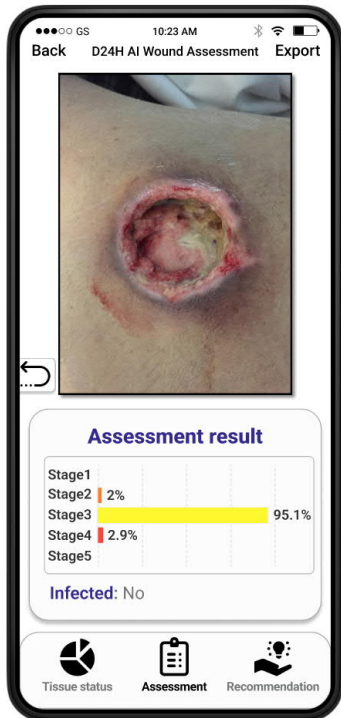 GS 10:23 AM
Back D24H AI Wound Assessment Export
Assessment result
Stage1
Stage2 2%
Stage3 95.1%
Stage4 2.9%
Stage5
Infected: No
Tissue status Assessment Recommendation